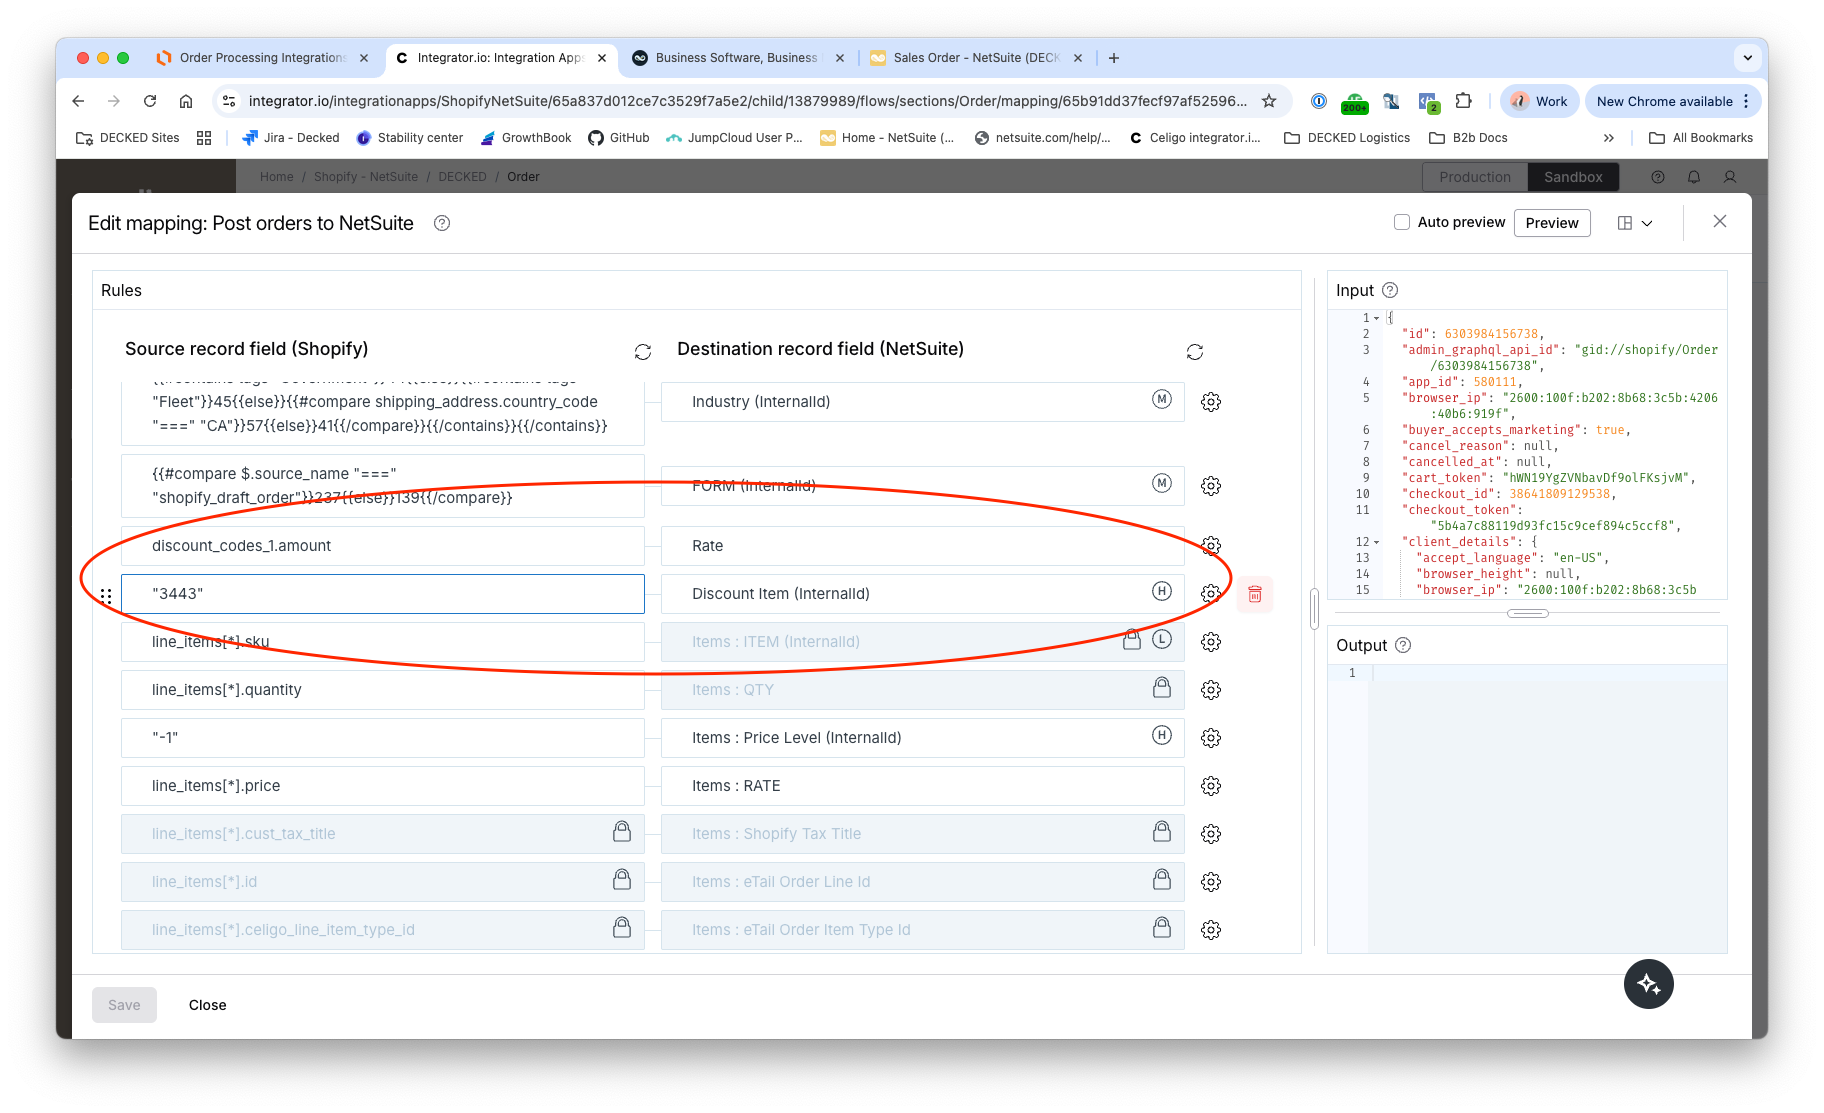 Order Processing Integrations
Integrator.io: Integration App
Business Software, Business
Sales Order - NetSuite (DECK
integrator.io/integrationapps/ShopifyNetSuite/65a837d012ce7c3529f7a5e2/child/13879989/flows/sections/Order/mapping/65b91dd37fecf97af52596...
200+
2
Work
New Chrome available
DECKED Sites
Jira - Decked
Stability center
GrowthBook
GitHub
JumpCloud User P...
Home - NetSuite (...
netsuite.com/help/...
Celigo integrator.i...
DECKED Logistics
B2b Docs
All Bookmarks
Home / Shopify - NetSuite / DECKED / Order
Production
Sandbox
Edit mapping: Post orders to NetSuite
Auto preview
Preview
Rules
Source record field (Shopify)
Destination record field (NetSuite)
"Fleet"}}45{{else}}{{#compare shipping_address.country_code
"===" "CA"}}57{{else}}41{{/compare}}{{/contains}}{{/contains}}
Industry (InternalId)
M
{{#compare $.source_name "==="
"shopify_draft_order"}}237{{else}}139{{/compare}}
FORM (InternalId)
M
discount_codes_1.amount
Rate
"3443"
Discount Item (InternalId)
H
line_items[*].sku
Items : ITEM (InternalId)
L
line_items[*].quantity
Items : QTY
"-1"
Items : Price Level (InternalId)
H
line_items[*].price
Items : RATE
line_items[*].cust_tax_title
Items : Shopify Tax Title
line_items[*].id
Items : eTail Order Line Id
line_items[*].celigo_line_item_type_id
Items : eTail Order Item Type Id
Input
1 {
2 "id": 6303984156738,
3 "admin_graphql_api_id": "gid://shopify/Order
/6303984156738",
4 "app_id": 580111,
5 "browser_ip": "2600:100f:b202:8b68:3c5b:4206
:40b6:919f",
6 "buyer_accepts_marketing": true,
7 "cancel_reason": null,
8 "cancelled_at": null,
9 "cart_token": "hWN19YgZVNbavDf9olFKsjvM",
10 "checkout_id": 38641809129538,
11 "checkout_token":
"5b4a7c88119d93fc15c9cef894c5ccf8",
12 "client_details": {
13 "accept_language": "en-US",
14 "browser_height": null,
15 "browser_ip": "2600:100f:b202:8b68:3c5b
Output
1
Save
Close